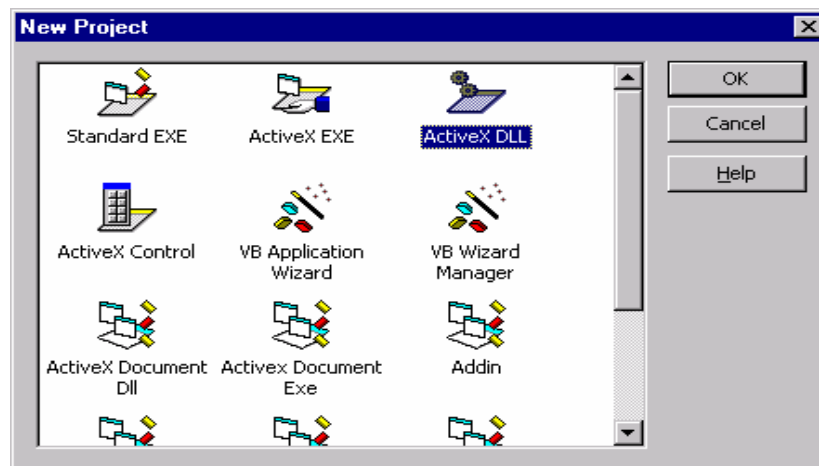 New Project
Standard EXE
ActiveX EXE
ActiveX DLL
ActiveX Control
VB Application
Wizard
VB Wizard
Manager
ActiveX Document
Dll
Activex Document
Exe
Addin
OK
Cancel
Help